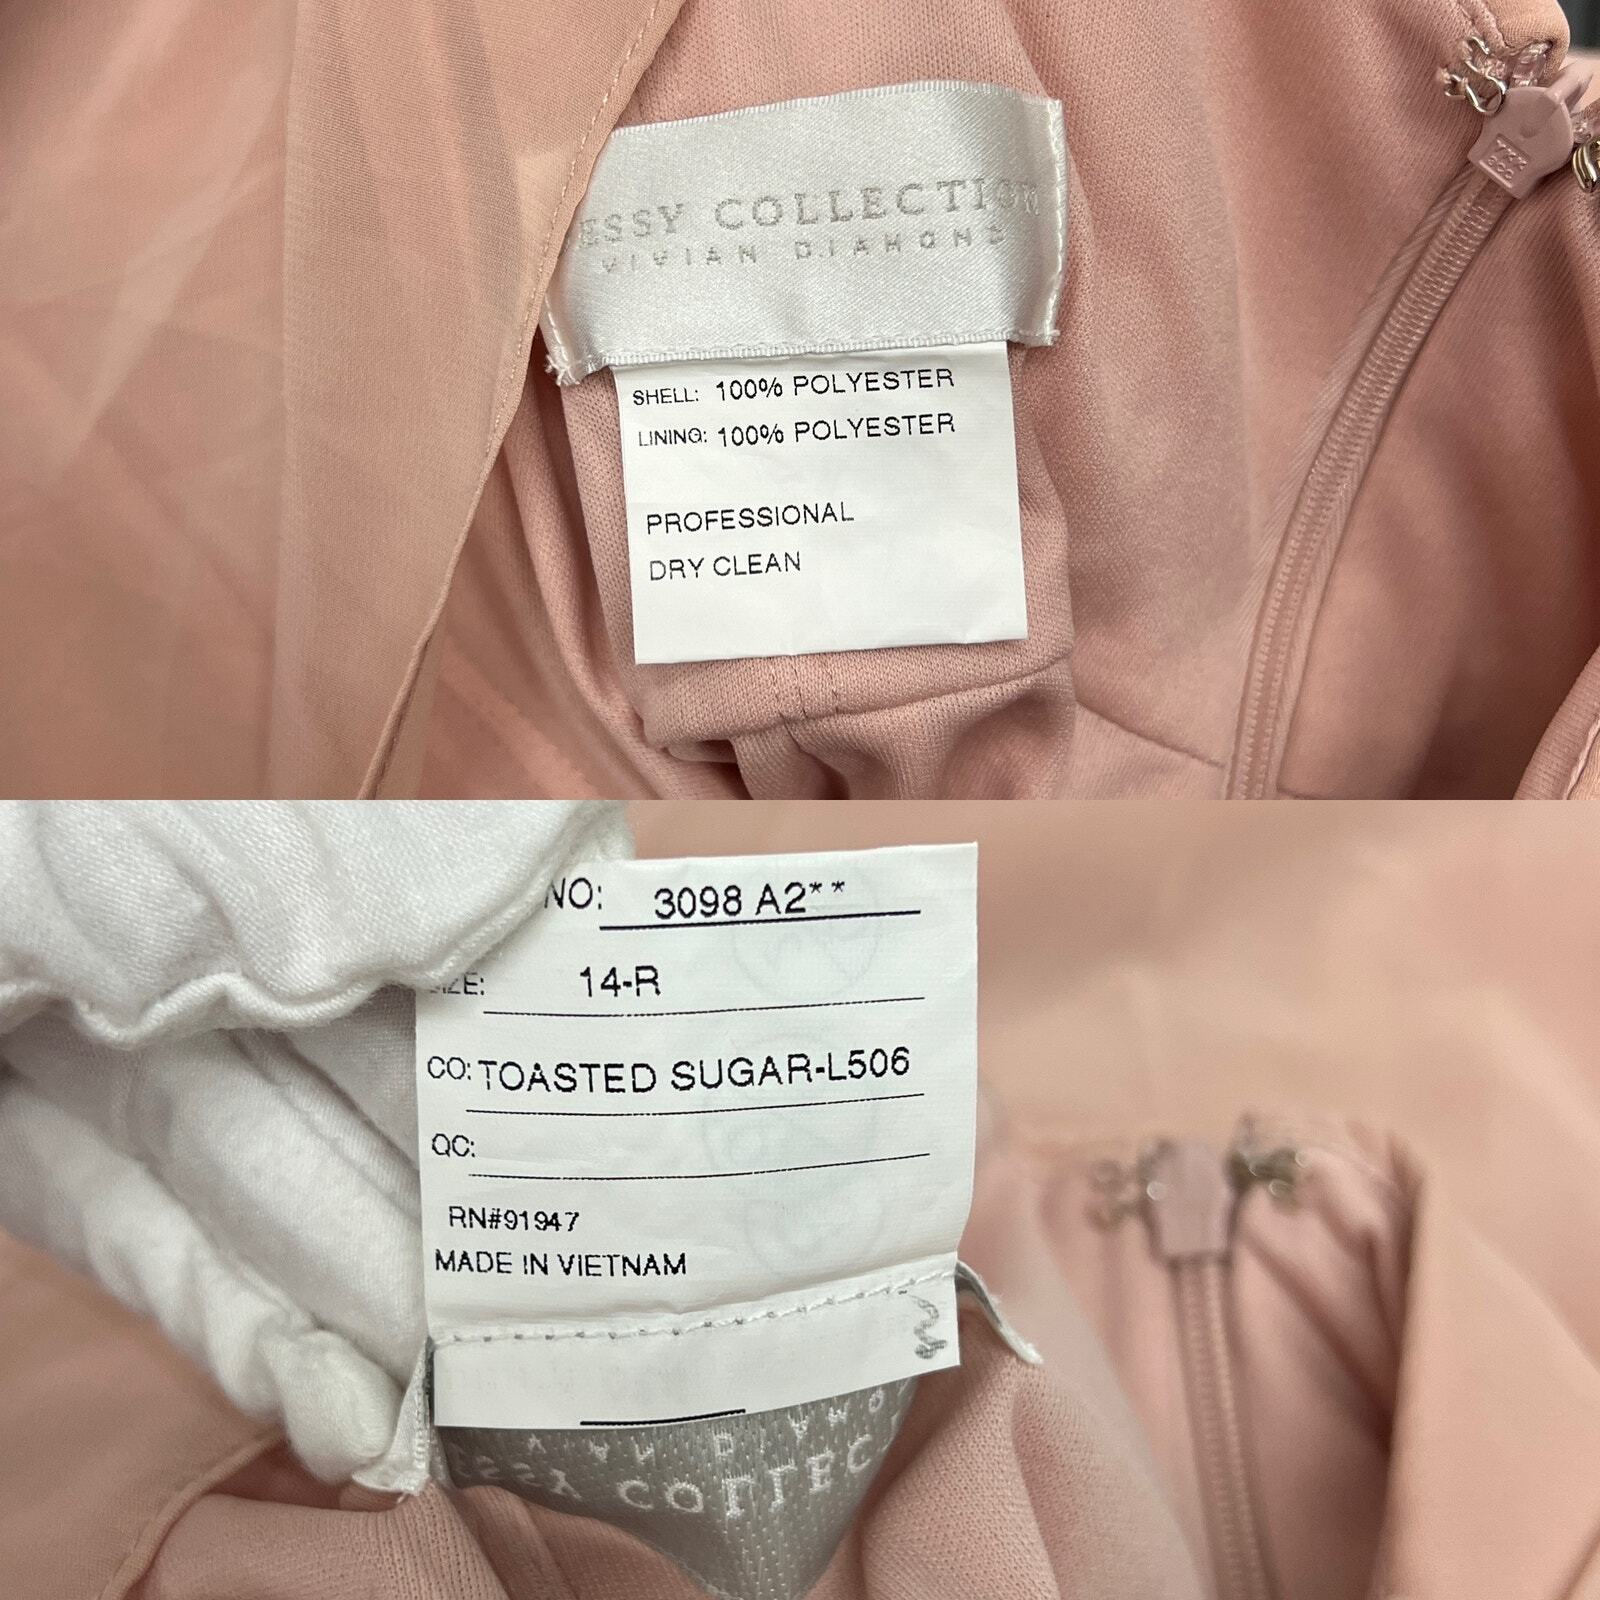 ESSY COLLECTION
VIVIAN DIAMOND
SHELL: 100% POLYESTER
LINING: 100% POLYESTER
PROFESSIONAL
DRY CLEAN
NO: 3098 A2**
SIZE: 14-R
CO: TOASTED SUGAR-L506
QC:
RN#91947
MADE IN VIETNAM